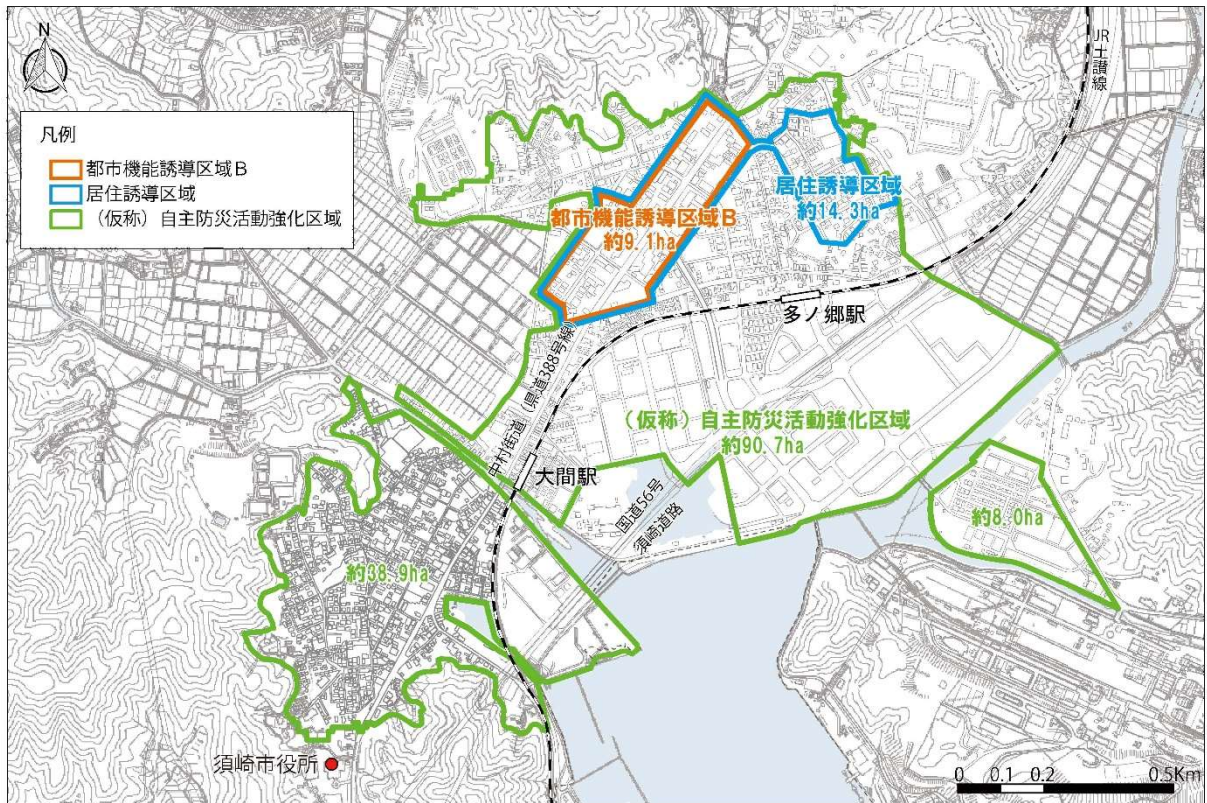 N
凡例
都市機能誘導区域B
居住誘導区域
(仮称)自主防災活動強化区域
JR土讃線
居住誘導区域
約14.3ha
都市機能誘導区域B
約9.1ha
多ノ郷駅
中村街道(県道388号線)
(仮称)自主防災活動強化区域
約90.7ha
大間駅
国道56号
須崎道路
約8.0ha
約38.9ha
須崎市役所
0 0.1 0.2 0.5Km